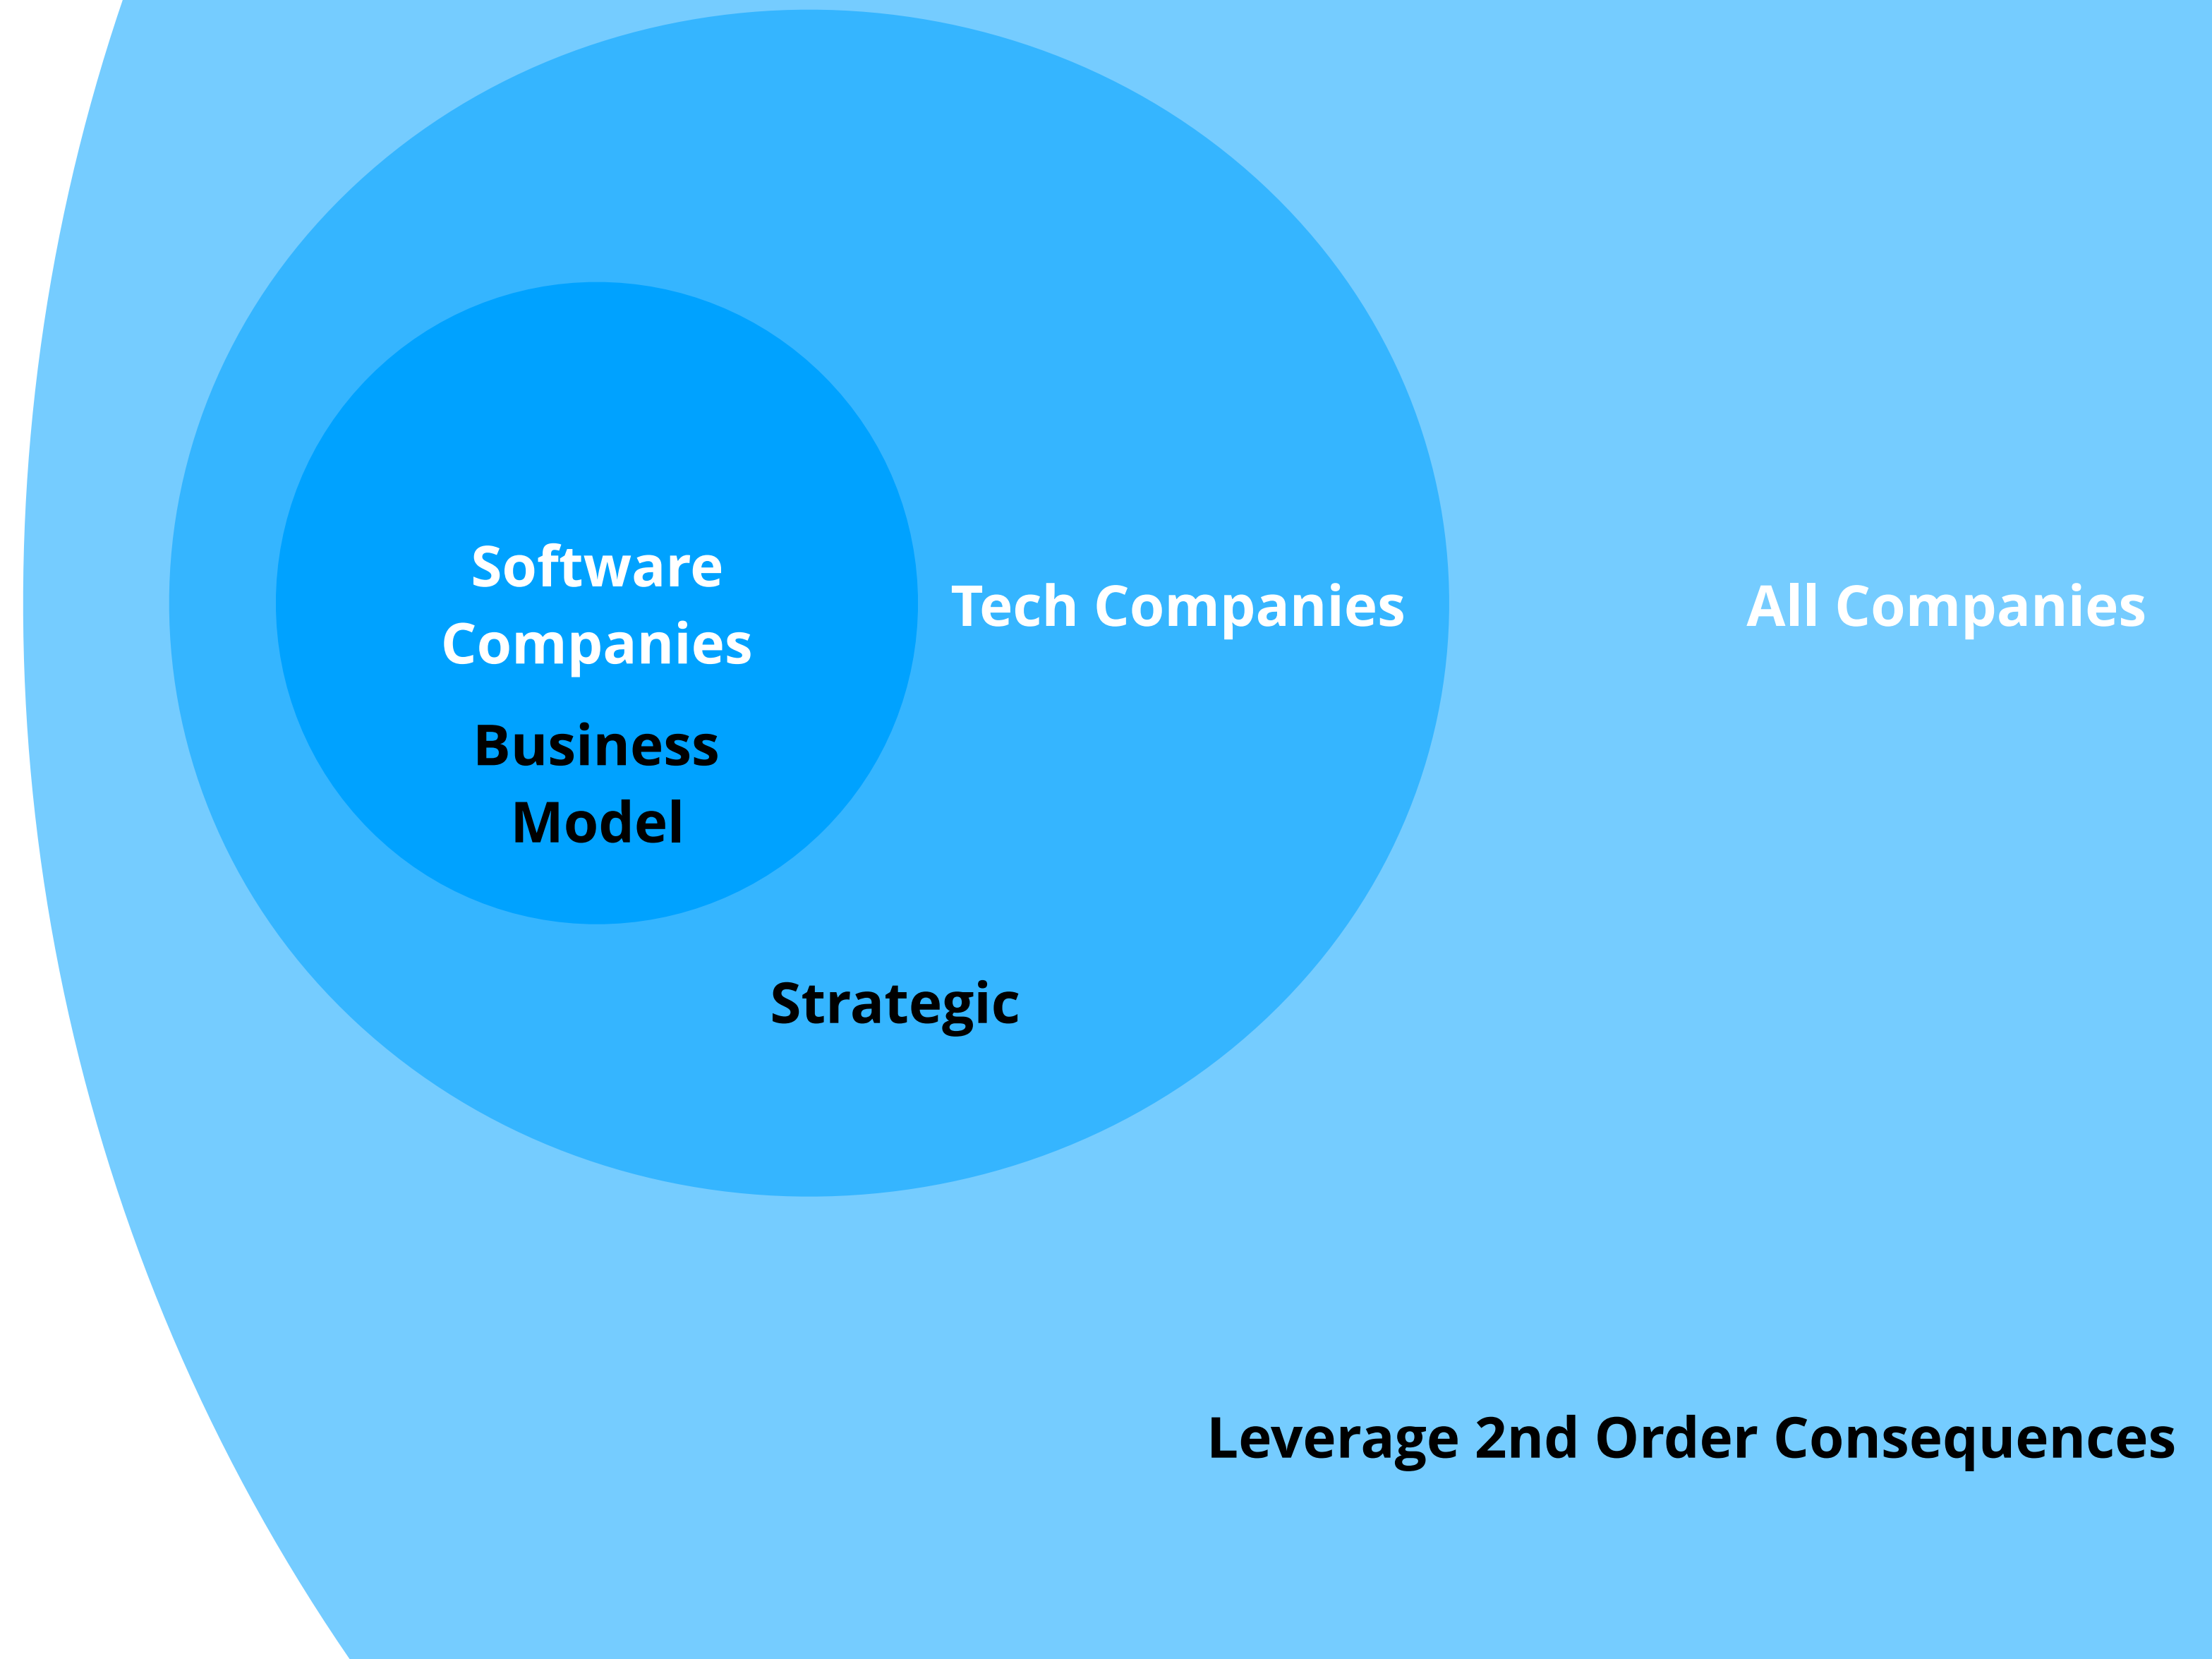 Software
Companies
Business
Model
Tech Companies
All Companies
Strategic
Leverage 2nd Order Consequences